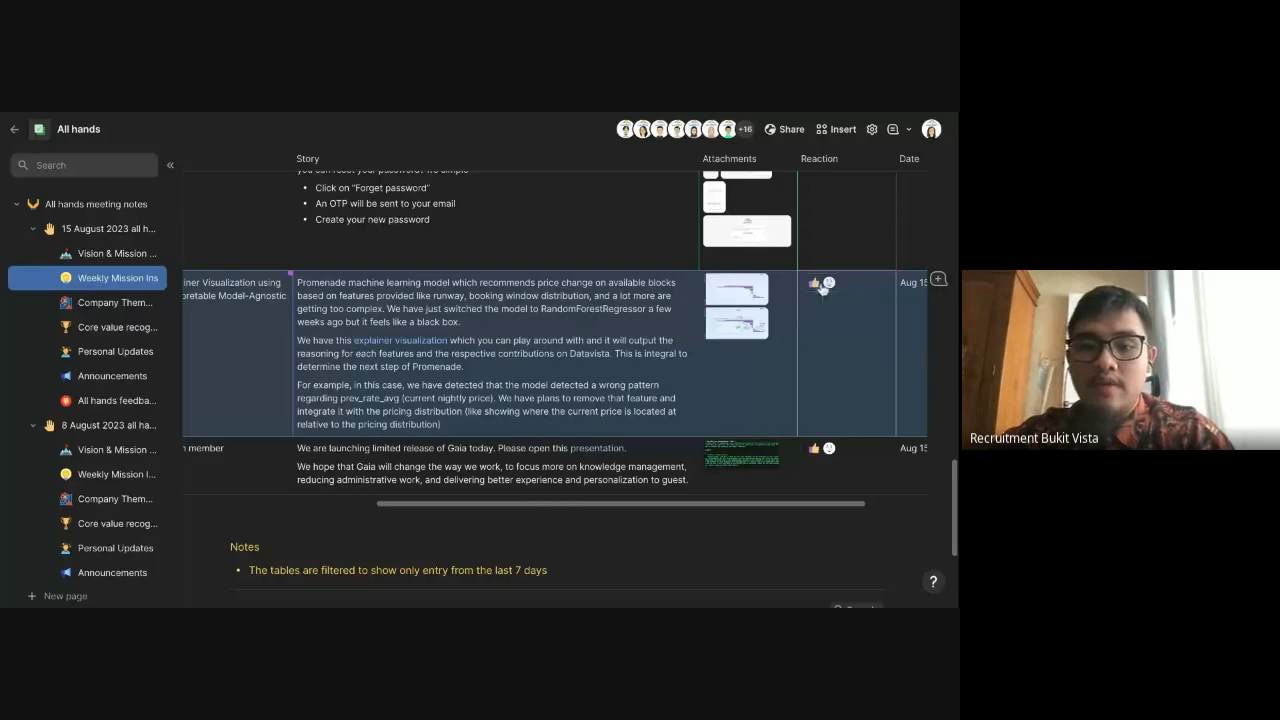 All hands
+16
Share
Insert
Search
All hands meeting notes
15 August 2023 all h...
Vision & Mission ...
Weekly Mission Ins
Company Them...
Core value recog...
Personal Updates
Announcements
All hands feedba...
8 August 2023 all ha...
Vision & Mission ...
Weekly Mission I...
Company Them...
Core value recog...
Personal Updates
Announcements
New page
Story
Attachments
Reaction
Date
• Click on "Forget password"
• An OTP will be sent to your email
• Create your new password
iner Visualization using
retable Model-Agnostic
Promenade machine learning model which recommends price change on available blocks
based on features provided like runway, booking window distribution, and a lot more are
getting too complex. We have just switched the model to RandomForestRegressor a few
weeks ago but it feels like a black box.
We have this explainer visualization which you can play around with and it will output the
reasoning for each features and the respective contributions on Datavista. This is integral to
determine the next step of Promenade.
For example, in this case, we have detected that the model detected a wrong pattern
regarding prev_rate_avg (current nightly price). We have plans to remove that feature and
integrate it with the pricing distribution (like showing where the current price is located at
relative to the pricing distribution)
Aug 15
n member
We are launching limited release of Gaia today. Please open this presentation.
We hope that Gaia will change the way we work, to focus more on knowledge management,
reducing administrative work, and delivering better experience and personalization to guest.
Aug 15
Notes
• The tables are filtered to show only entry from the last 7 days
?
Recruitment Bukit Vista